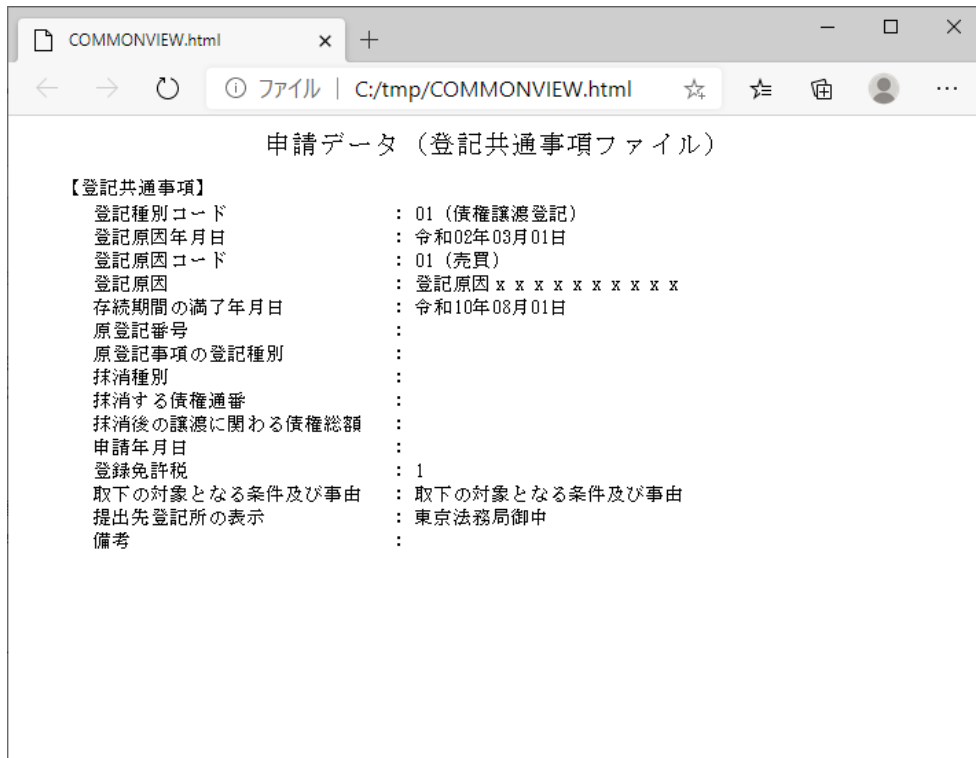 COMMONVIEW.html
ファイル | C:/tmp/COMMONVIEW.html
申請データ（登記共通事項ファイル）
【登記共通事項】
登記種別コード : 01（債権譲渡登記）
登記原因年月日 : 令和02年03月01日
登記原因コード : 01（売買）
登記原因 : 登記原因ｘｘｘｘｘｘｘｘｘｘ
存続期間の満了年月日 : 令和10年08月01日
原登記番号 :
原登記事項の登記種別 :
抹消種別 :
抹消する債権通番 :
抹消後の譲渡に関わる債権総額 :
申請年月日 :
登録免許税 : 1
取下の対象となる条件及び事由 : 取下の対象となる条件及び事由
提出先登記所の表示 : 東京法務局御中
備考 :